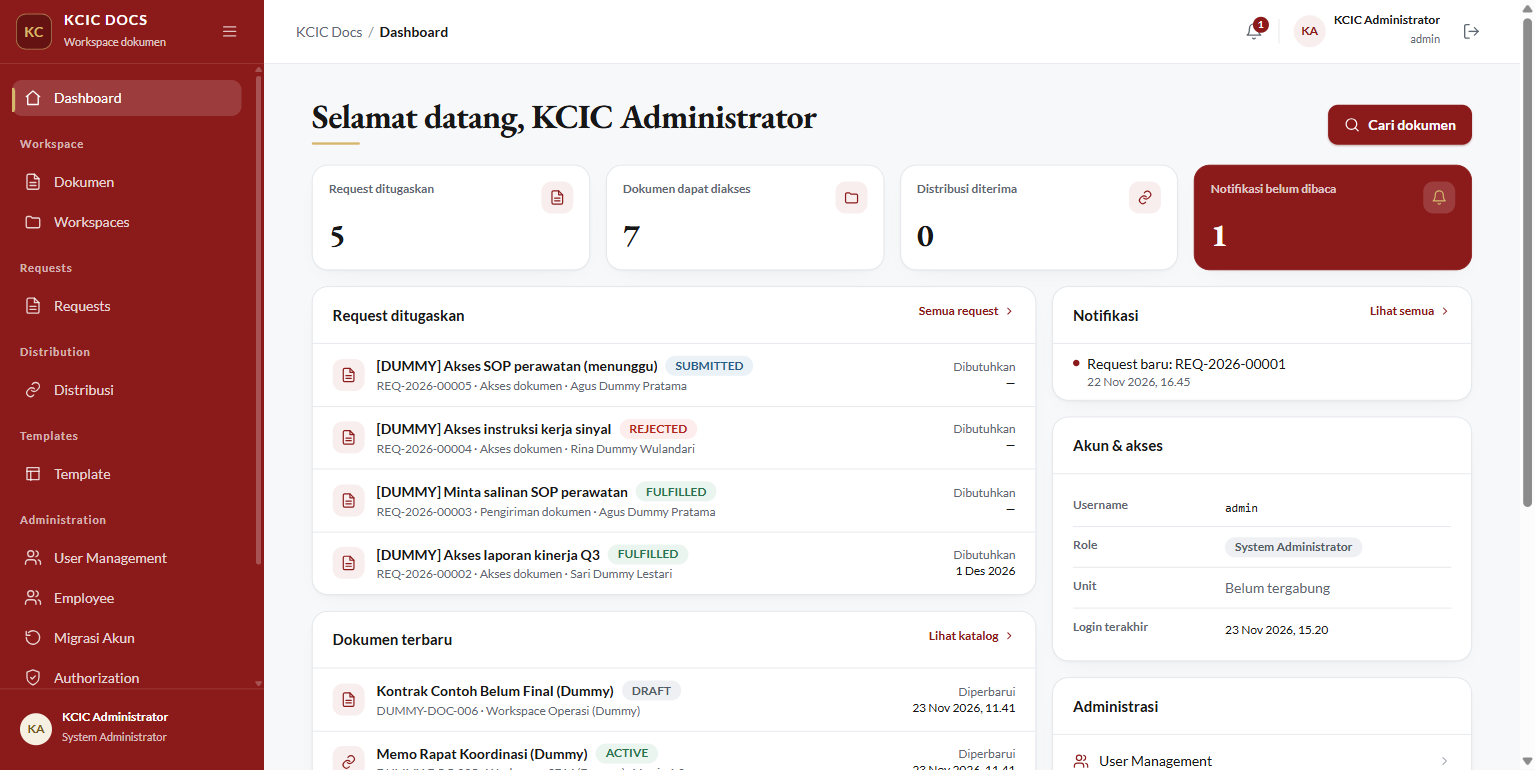 KC
KCIC DOCS
Workspace dokumen
Dashboard
Workspace
Dokumen
Workspaces
Requests
Requests
Distribution
Distribusi
Templates
Template
Administration
User Management
Employee
Migrasi Akun
Authorization
KA
KCIC Administrator
System Administrator
KCIC Docs / Dashboard
1
KA
KCIC Administrator
admin
Selamat datang, KCIC Administrator
Cari dokumen
Request ditugaskan
5
Dokumen dapat diakses
7
Distribusi diterima
0
Notifikasi belum dibaca
1
Request ditugaskan
Semua request
[DUMMY] Akses SOP perawatan (menunggu) SUBMITTED
REQ-2026-00005 · Akses dokumen · Agus Dummy Pratama
Dibutuhkan
—
[DUMMY] Akses instruksi kerja sinyal REJECTED
REQ-2026-00004 · Akses dokumen · Rina Dummy Wulandari
Dibutuhkan
—
[DUMMY] Minta salinan SOP perawatan FULFILLED
REQ-2026-00003 · Pengiriman dokumen · Agus Dummy Pratama
Dibutuhkan
—
[DUMMY] Akses laporan kinerja Q3 FULFILLED
REQ-2026-00002 · Akses dokumen · Sari Dummy Lestari
Dibutuhkan
1 Des 2026
Dokumen terbaru
Lihat katalog
Kontrak Contoh Belum Final (Dummy) DRAFT
DUMMY-DOC-006 · Workspace Operasi (Dummy)
Diperbarui
23 Nov 2026, 11.41
Memo Rapat Koordinasi (Dummy) ACTIVE
Diperbarui
23 Nov 2026, 11.41
Notifikasi
Lihat semua
Request baru: REQ-2026-00001
22 Nov 2026, 16.45
Akun & akses
Username
admin
Role
System Administrator
Unit
Belum tergabung
Login terakhir
23 Nov 2026, 15.20
Administrasi
User Management